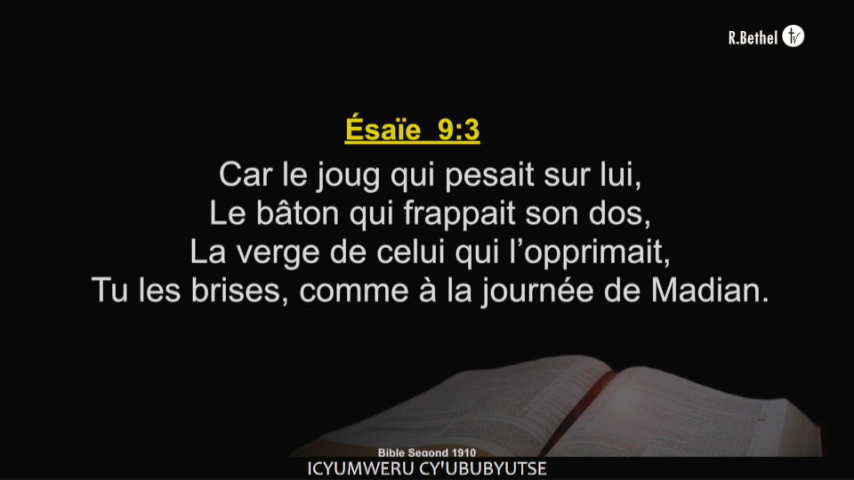 R.Bethel tv
Ésaïe 9:3
Car le joug qui pesait sur lui,
Le bâton qui frappait son dos,
La verge de celui qui l’opprimait,
Tu les brises, comme à la journée de Madian.
Bible Segond 1910
ICYUMWERU CY'UBUBYUTSE